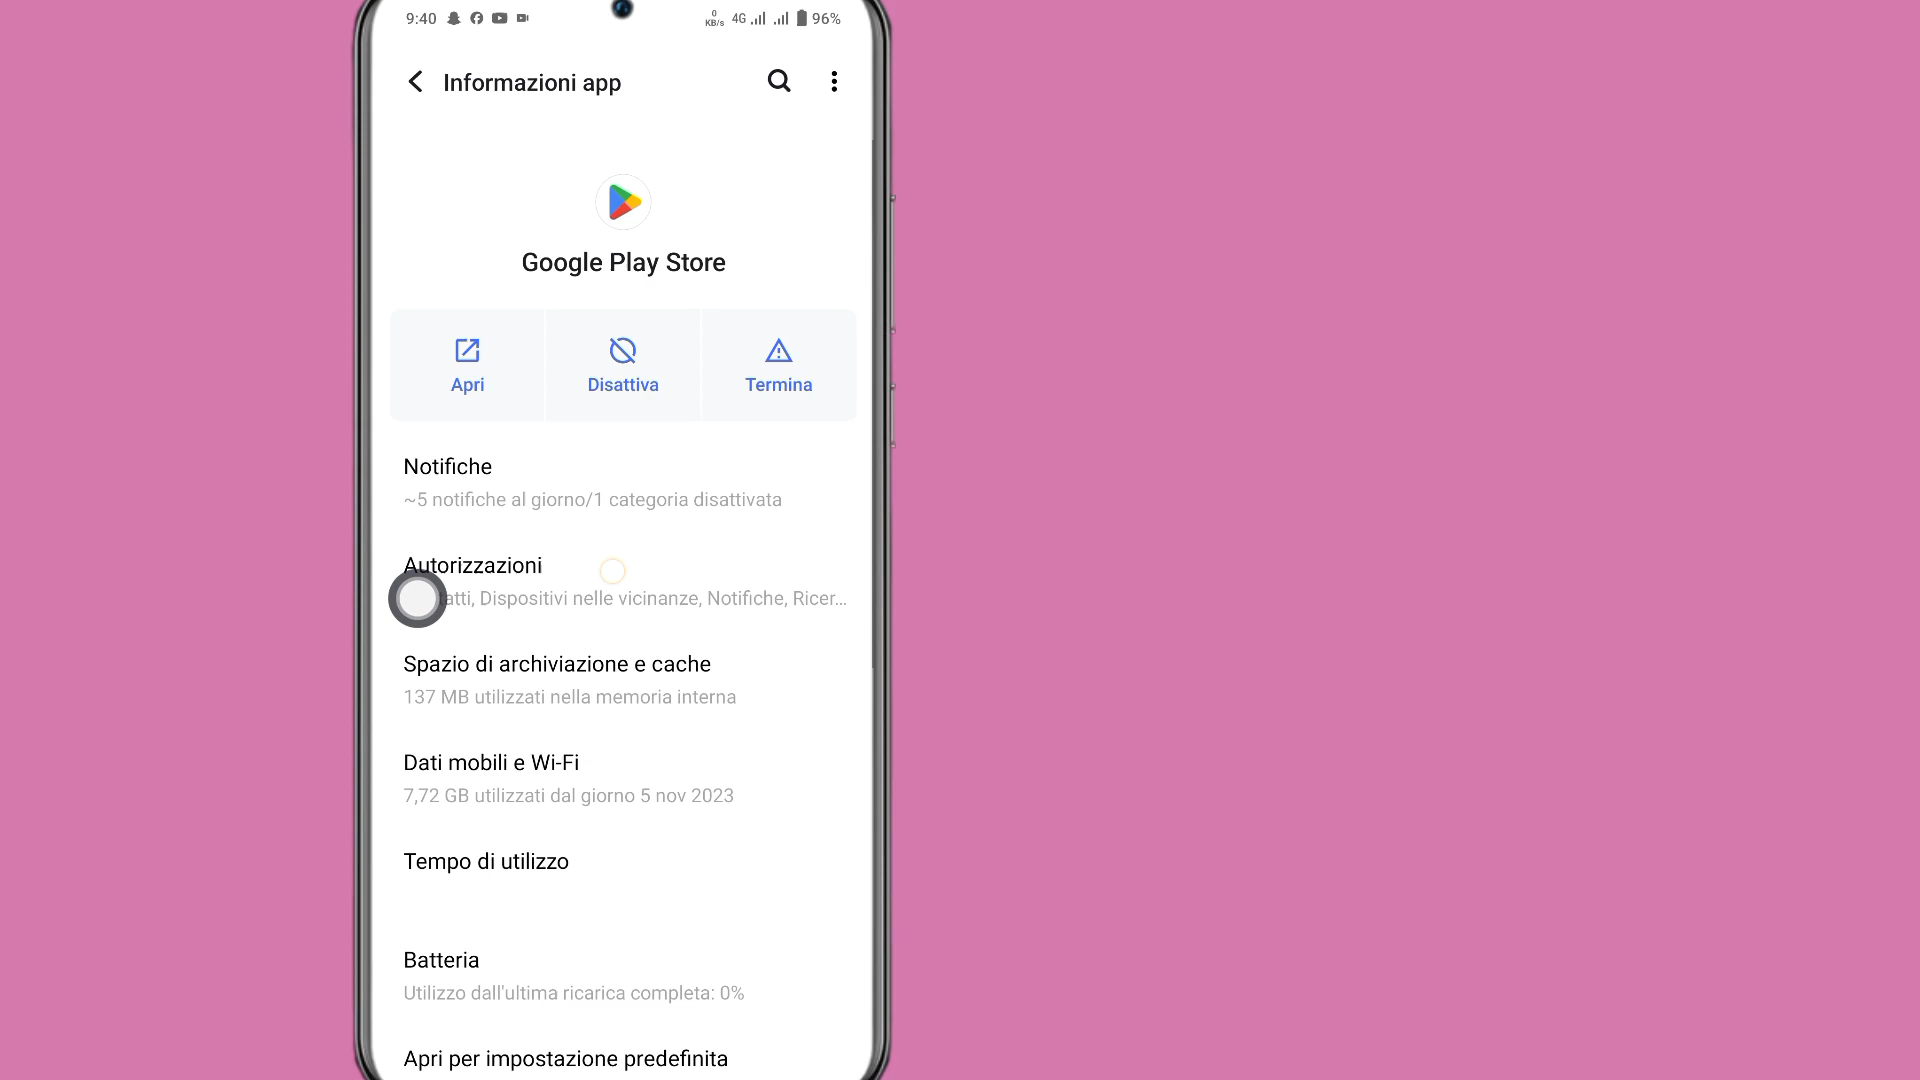 9:40
0
KB/s
4G
96%
Informazioni app
Google Play Store
Apri
Disattiva
Termina
Notifiche
~5 notifiche al giorno/1 categoria disattivata
Autorizzazioni
atti, Dispositivi nelle vicinanze, Notifiche, Ricer...
Spazio di archiviazione e cache
137 MB utilizzati nella memoria interna
Dati mobili e Wi-Fi
7,72 GB utilizzati dal giorno 5 nov 2023
Tempo di utilizzo
Batteria
Utilizzo dall'ultima ricarica completa: 0%
Apri per impostazione predefinita